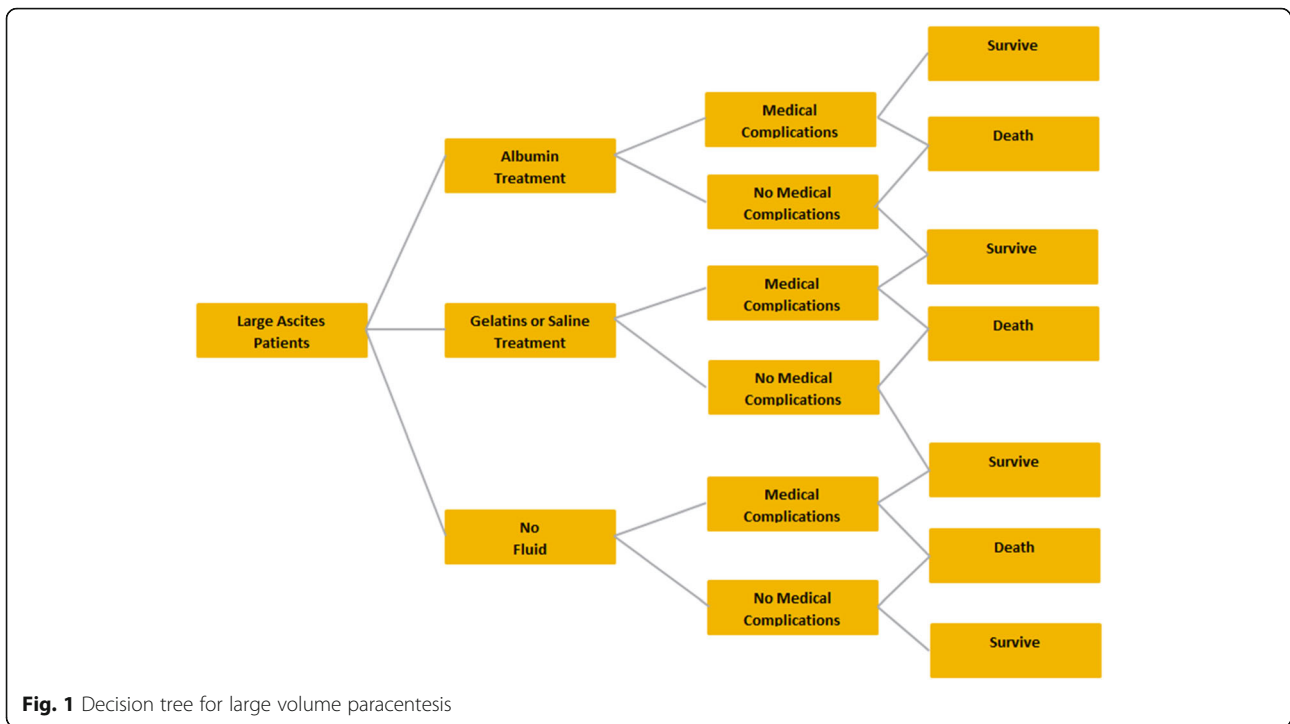 Large Ascites
Patients
Albumin
Treatment
Gelatins or Saline
Treatment
No
Fluid
Medical
Complications
No Medical
Complications
Medical
Complications
No Medical
Complications
Medical
Complications
No Medical
Complications
Survive
Death
Survive
Death
Survive
Death
Survive
Fig. 1 Decision tree for large volume paracentesis